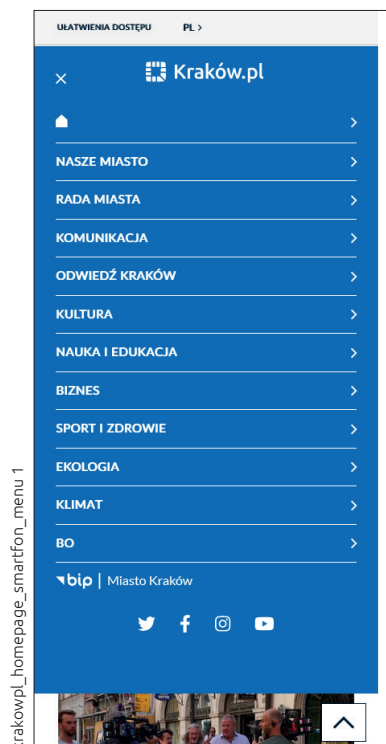 UŁATWIENIA DOSTĘPU PL >
Kraków.pl
NASZE MIASTO
RADA MIASTA
KOMUNIKACJA
ODWIEDŹ KRAKÓW
KULTURA
NAUKA I EDUKACJA
BIZNES
SPORT I ZDROWIE
EKOLOGIA
KLIMAT
BO
bip | Miasto Kraków
krakowpl_homepage_smartfon_menu 1